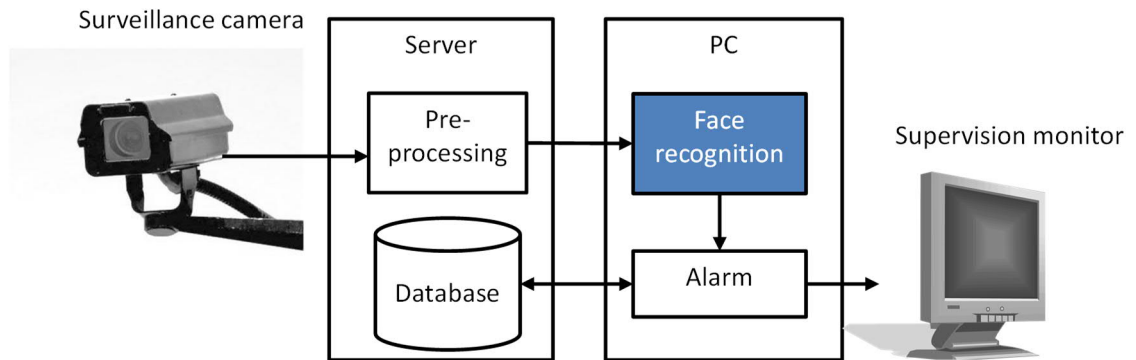 Surveillance camera
Server
PC
Pre-
processing
Face
recognition
Supervision monitor
Database
Alarm